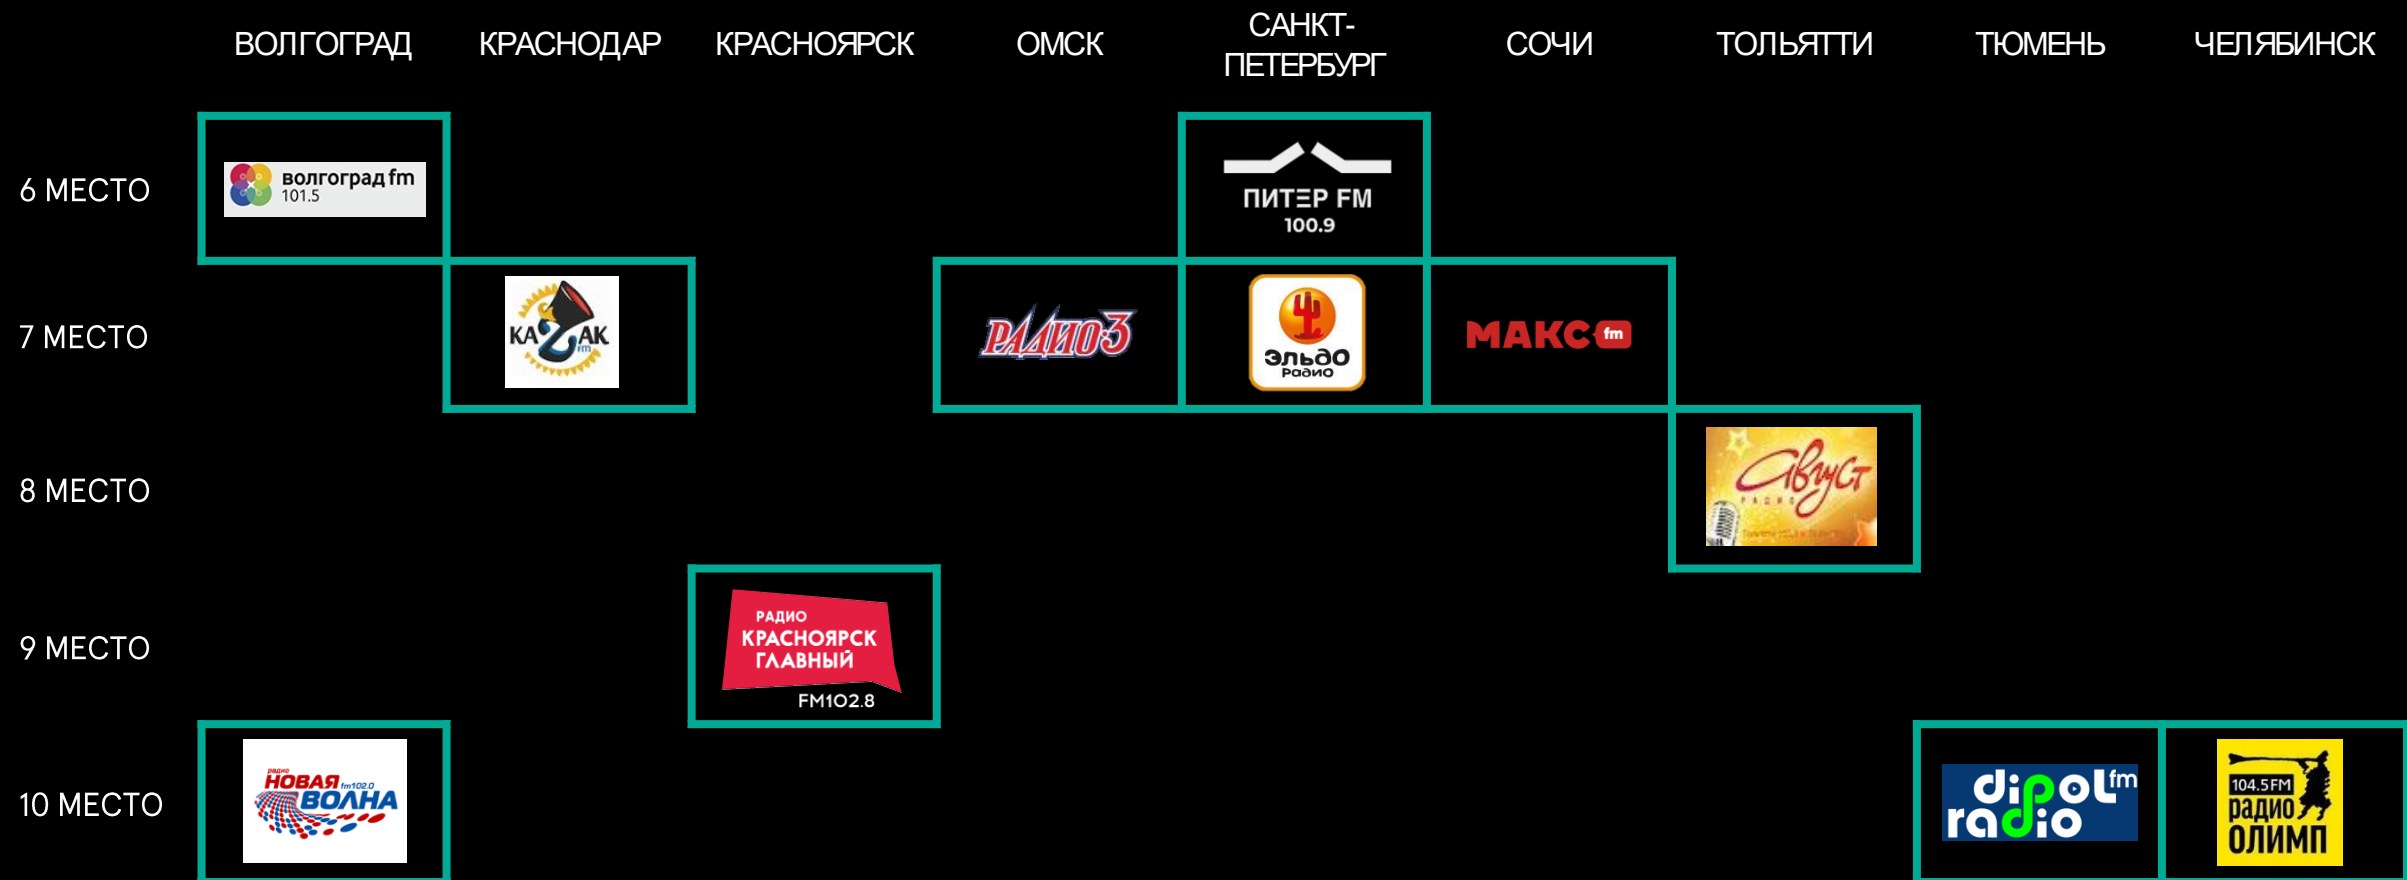 ВОЛГОГРАД
КРАСНОДАР
КРАСНОЯРСК
ОМСК
САНКТ-
ПЕТЕРБУРГ
СОЧИ
ТОЛЬЯТТИ
ТЮМЕНЬ
ЧЕЛЯБИНСК
6 МЕСТО
волгоград fm
101.5
ПИТЕР FM
100.9
7 МЕСТО
КАЗАК
fm
РАДИО-3
эльдо
Радио
МАКС fm
8 МЕСТО
Август
РАДИО
9 МЕСТО
РАДИО
КРАСНОЯРСК
ГЛАВНЫЙ
FM102.8
10 МЕСТО
радио
НОВАЯ
fm102.0
ВОЛНА
dipol fm
radio
104.5FM
радио
ОЛИМП